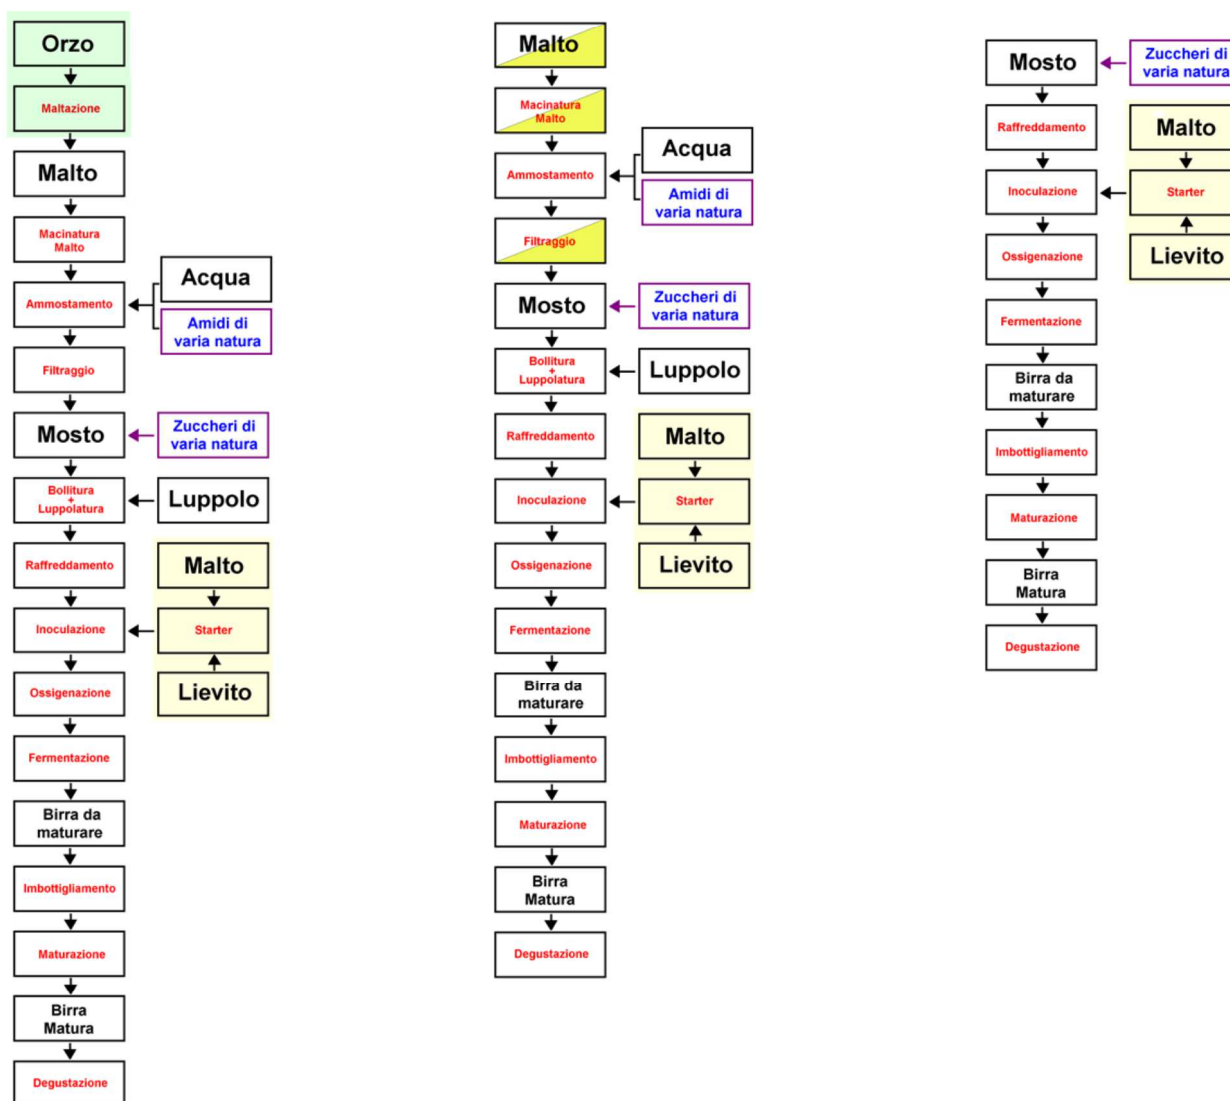 Orzo
Maltazione
Malto
Macinatura
Malto
Ammostamento
Acqua
Amidi di
varia natura
Filtraggio
Mosto
Zuccheri di
varia natura
Bollitura
+
Luppolatura
Luppolo
Raffreddamento
Malto
Inoculazione
Starter
Lievito
Ossigenazione
Fermentazione
Birra da
maturare
Imbottigliamento
Maturazione
Birra
Matura
Degustazione
Malto
Macinatura
Malto
Ammostamento
Acqua
Amidi di
varia natura
Filtraggio
Mosto
Zuccheri di
varia natura
Bollitura
+
Luppolatura
Luppolo
Raffreddamento
Malto
Inoculazione
Starter
Lievito
Ossigenazione
Fermentazione
Birra da
maturare
Imbottigliamento
Maturazione
Birra
Matura
Degustazione
Mosto
Zuccheri di
varia natura
Raffreddamento
Malto
Inoculazione
Starter
Lievito
Ossigenazione
Fermentazione
Birra da
maturare
Imbottigliamento
Maturazione
Birra
Matura
Degustazione